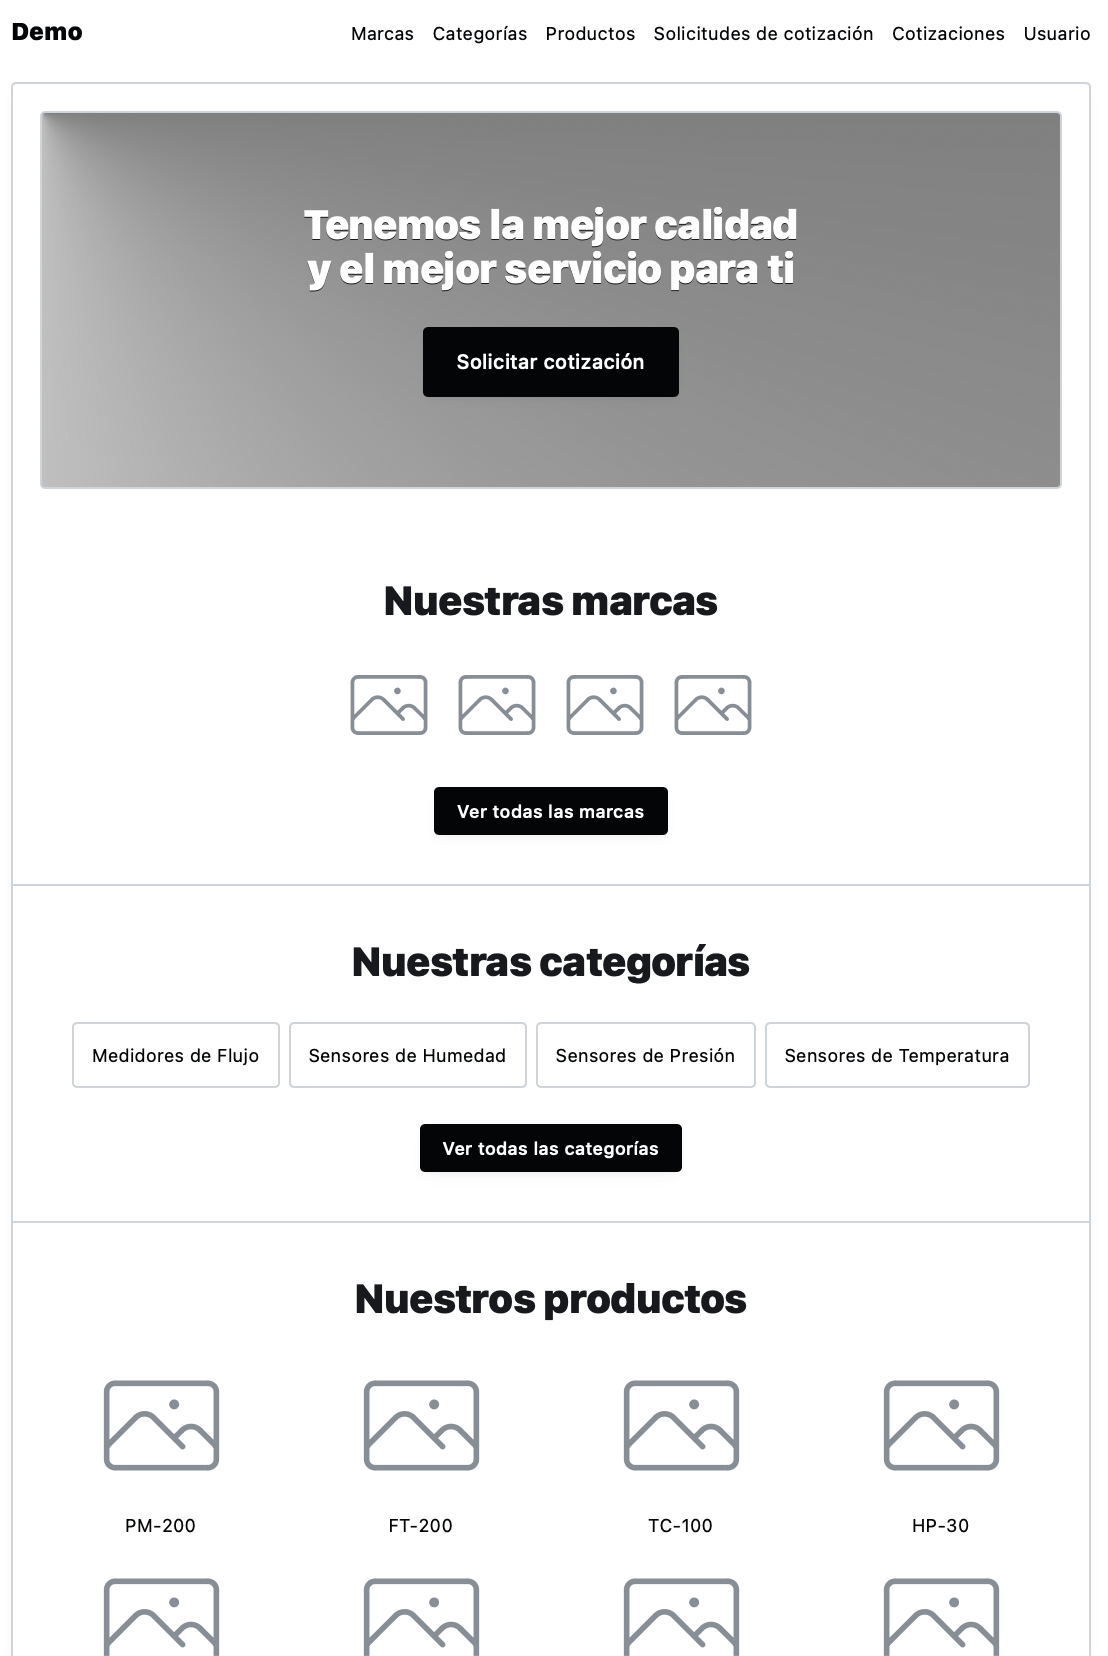 Demo
Marcas Categorías Productos Solicitudes de cotización Cotizaciones Usuario
Tenemos la mejor calidad
y el mejor servicio para ti
Solicitar cotización
Nuestras marcas
Ver todas las marcas
Nuestras categorías
Medidores de Flujo Sensores de Humedad Sensores de Presión Sensores de Temperatura
Ver todas las categorías
Nuestros productos
PM-200 FT-200 TC-100 HP-30